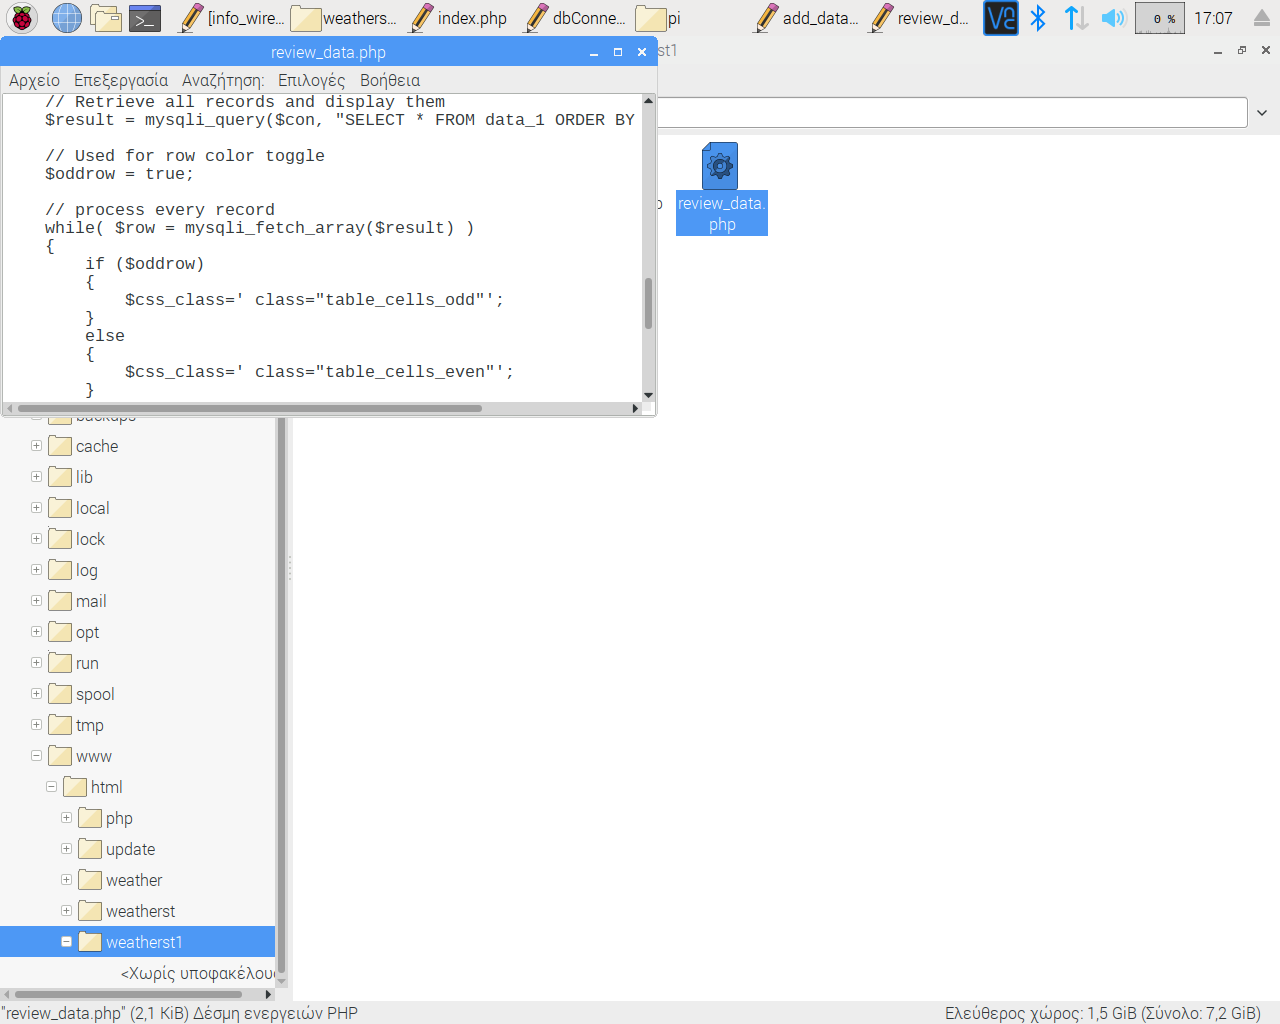 [info_wire...
weathers...
index.php
dbConne...
pi
add_data...
review_d...
0 %
17:07
review_data.php
st1
Αρχείο Επεξεργασία Αναζήτηση: Επιλογές Βοήθεια
// Retrieve all records and display them
$result = mysqli_query($con, "SELECT * FROM data_1 ORDER BY
// Used for row color toggle
$oddrow = true;
// process every record
while( $row = mysqli_fetch_array($result) )
{
if ($oddrow)
{
$css_class=' class="table_cells_odd"';
}
else
{
$css_class=' class="table_cells_even"';
}
p
review_data.
php
backups
cache
lib
local
lock
log
mail
opt
run
spool
tmp
www
html
php
update
weather
weatherst
weatherst1
<Χωρίς υποφακέλου
"review_data.php" (2,1 KiB) Δέσμη ενεργειών PHP
Ελεύθερος χώρος: 1,5 GiB (Σύνολο: 7,2 GiB)